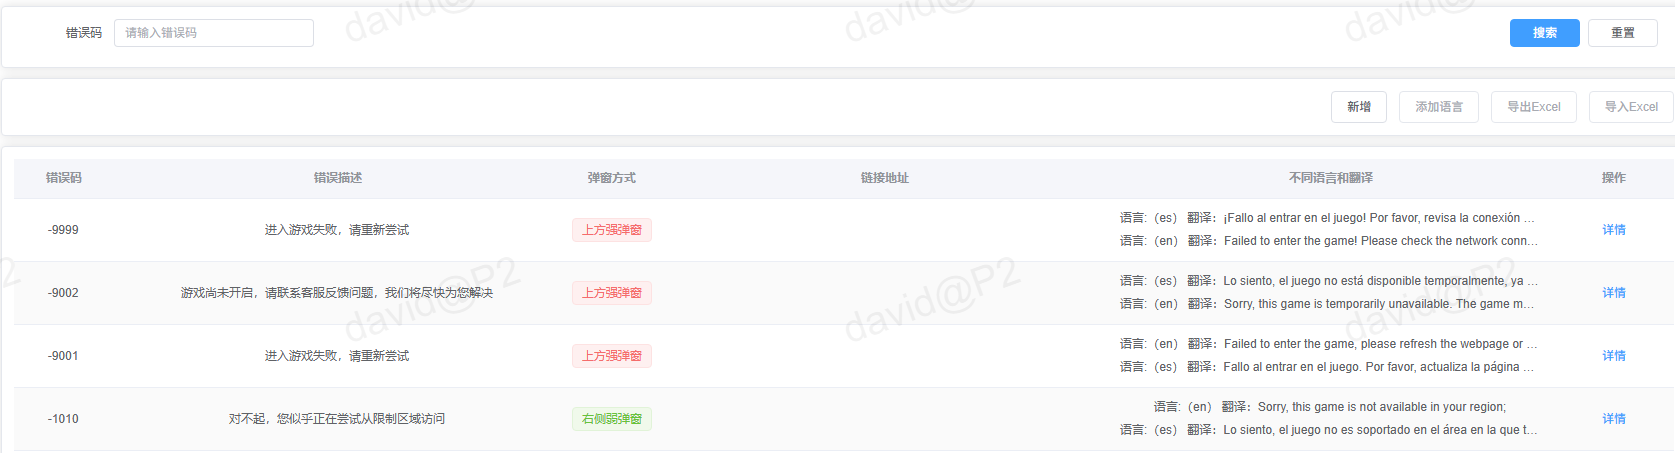 错误码 请输入错误码 搜索 重置
新增 添加语言 导出Excel 导入Excel
错误码 错误描述 弹窗方式 链接地址 不同语言和翻译 操作
语言:（es） 翻译：¡Fallo al entrar en el juego! Por favor, revisa la conexión ...
-9999 进入游戏失败，请重新尝试 上方强弹窗 详情
语言:（en） 翻译：Failed to enter the game! Please check the network conn...
语言:（es） 翻译：Lo siento, el juego no está disponible temporalmente, ya ...
-9002 游戏尚未开启，请联系客服反馈问题，我们将尽快为您解决 上方强弹窗 详情
语言:（en） 翻译：Sorry, this game is temporarily unavailable. The game m...
语言:（en） 翻译：Failed to enter the game, please refresh the webpage or ...
-9001 进入游戏失败，请重新尝试 上方强弹窗 详情
语言:（es） 翻译：Fallo al entrar en el juego. Por favor, actualiza la página ...
语言:（en） 翻译：Sorry, this game is not available in your region;
-1010 对不起，您似乎正在尝试从限制区域访问 右侧弱弹窗 详情
语言:（es） 翻译：Lo siento, el juego no es soportado en el área en la que t...
david@P2
david@P2
david@P2
david@P2
david@P2
david@P2
P2